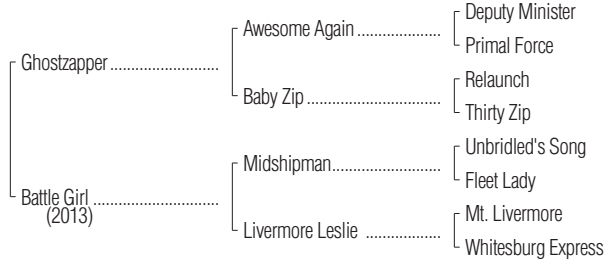 Deputy Minister
Awesome Again ....................
Primal Force
Ghostzapper ..........................
Relaunch
Baby Zip ................................
Thirty Zip
Unbridled's Song
Midshipman..........................
Fleet Lady
Battle Girl ..............................
(2013)
Mt. Livermore
Livermore Leslie ..................
Whitesburg Express